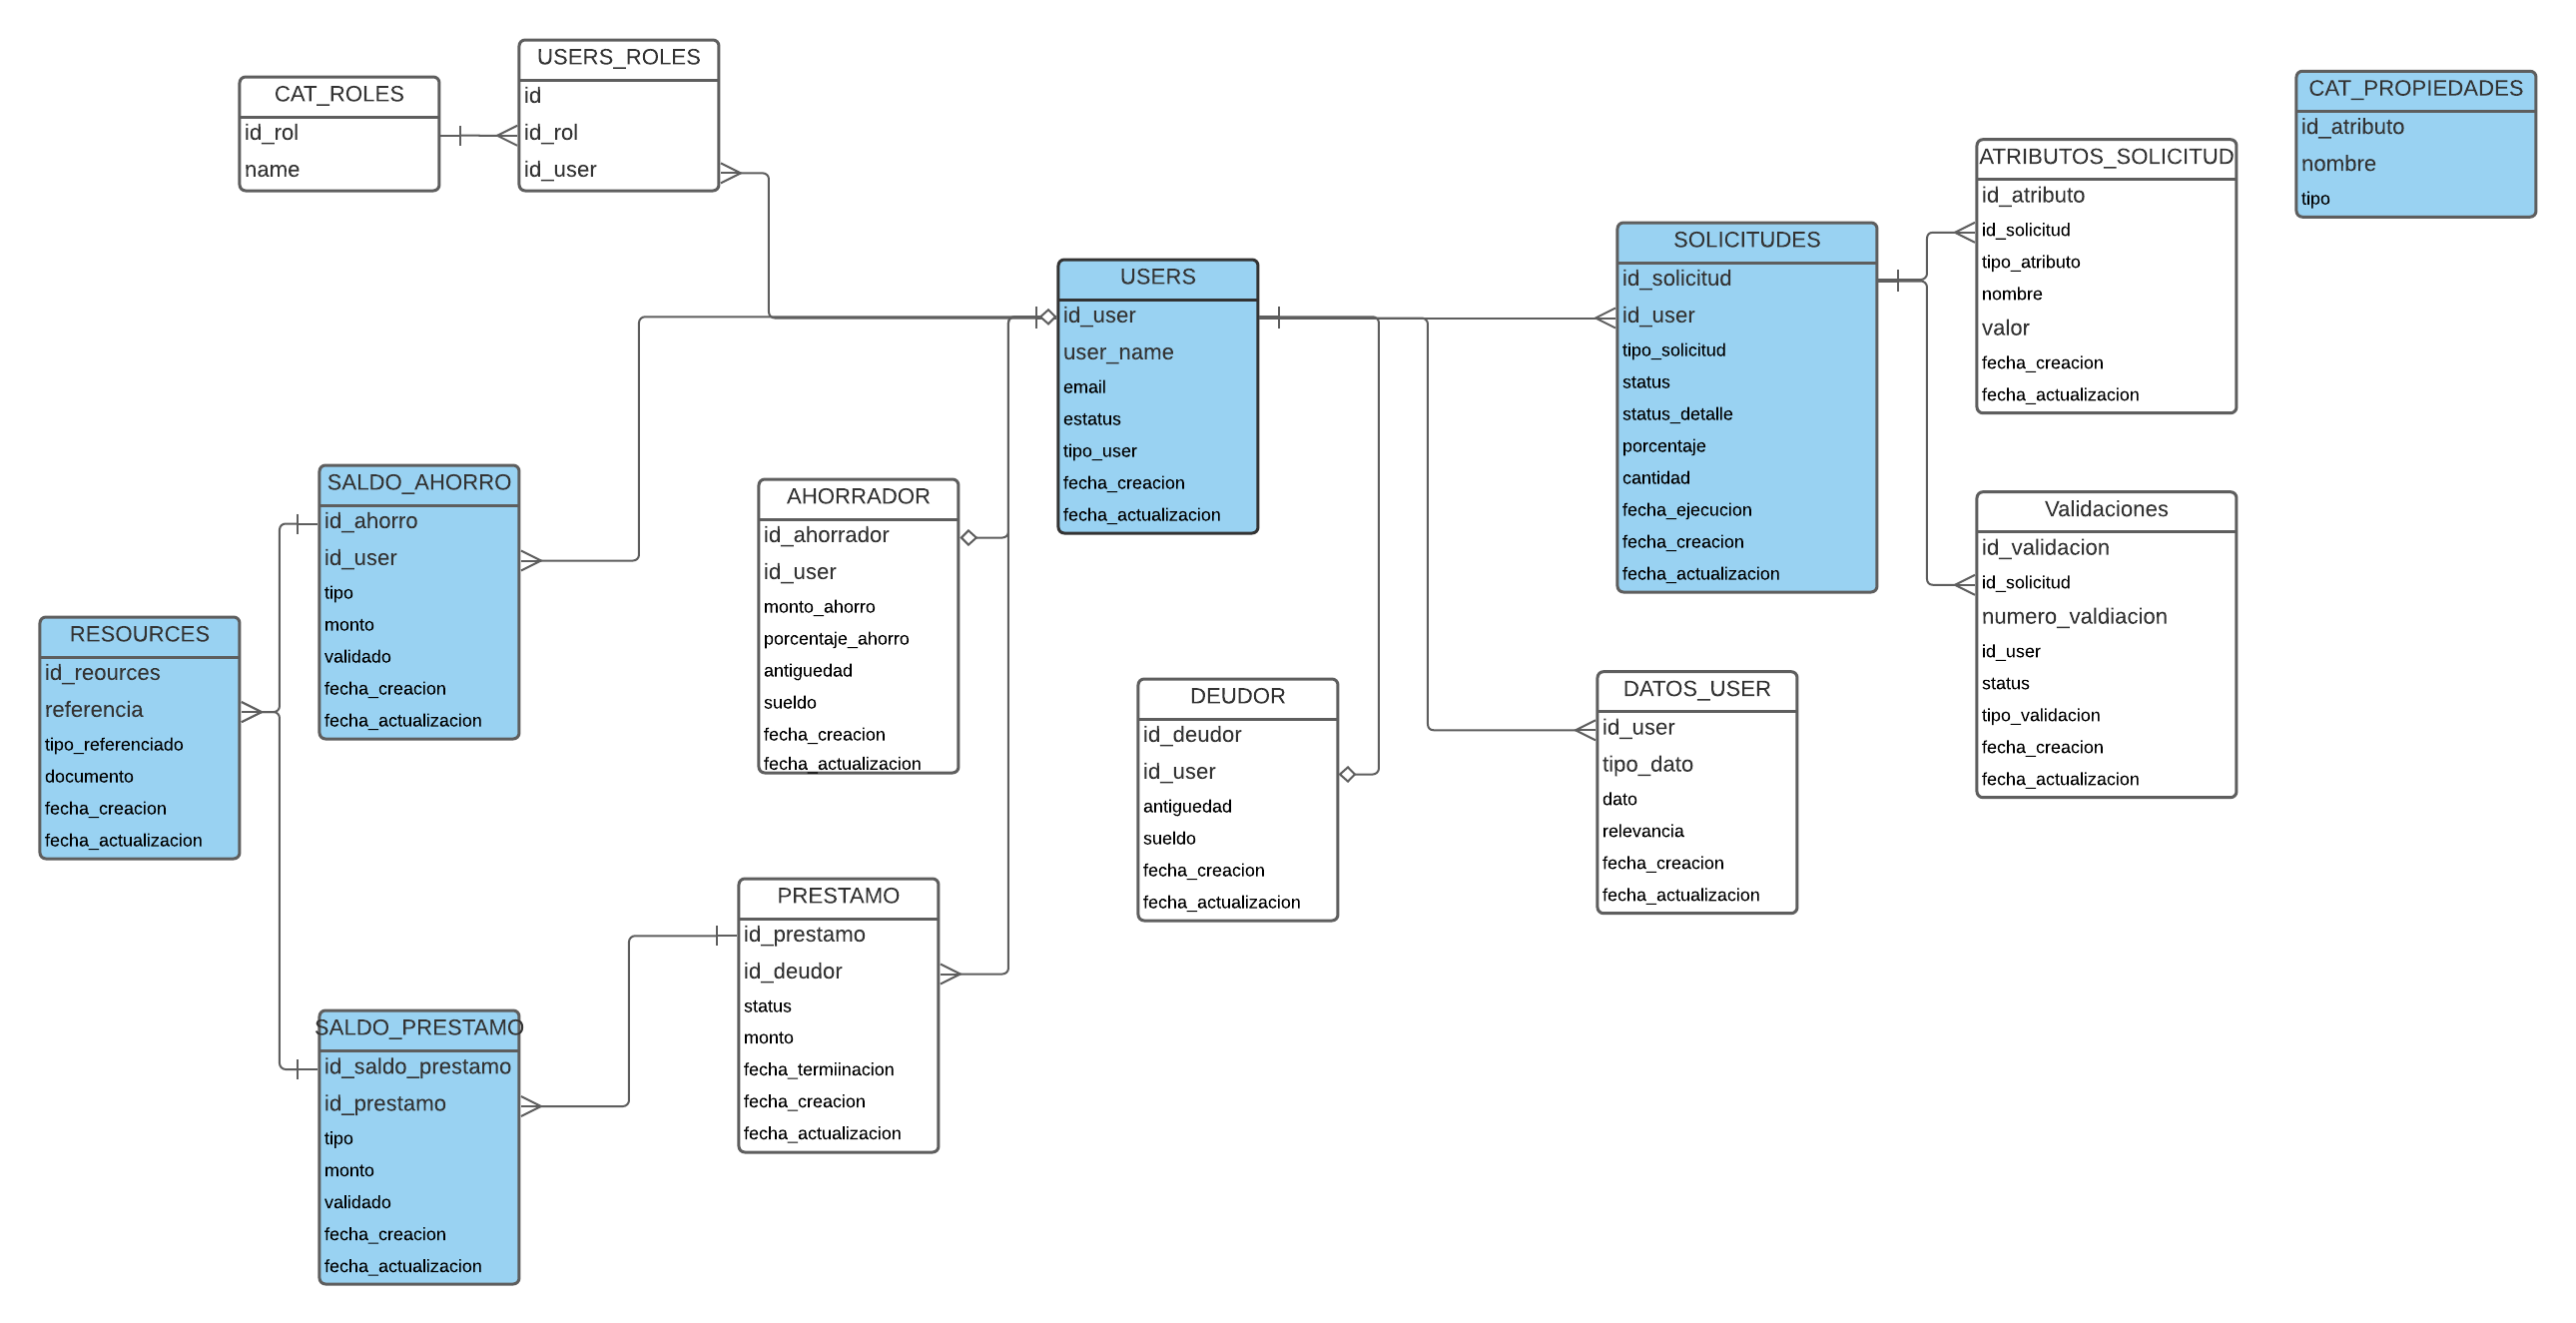 USERS_ROLES
id
id_rol
id_user
CAT_ROLES
id_rol
name
CAT_PROPIEDADES
id_atributo
nombre
tipo
ATRIBUTOS_SOLICITUD
id_atributo
id_solicitud
tipo_atributo
nombre
valor
fecha_creacion
fecha_actualizacion
SOLICITUDES
id_solicitud
id_user
tipo_solicitud
status
status_detalle
porcentaje
cantidad
fecha_ejecucion
fecha_creacion
fecha_actualizacion
USERS
id_user
user_name
email
estatus
tipo_user
fecha_creacion
fecha_actualizacion
SALDO_AHORRO
id_ahorro
id_user
tipo
monto
validado
fecha_creacion
fecha_actualizacion
AHORRADOR
id_ahorrador
id_user
monto_ahorro
porcentaje_ahorro
antiguedad
sueldo
fecha_creacion
fecha_actualizacion
Validaciones
id_validacion
id_solicitud
numero_valdiacion
id_user
status
tipo_validacion
fecha_creacion
fecha_actualizacion
RESOURCES
id_reources
referencia
tipo_referenciado
documento
fecha_creacion
fecha_actualizacion
DEUDOR
id_deudor
id_user
antiguedad
sueldo
fecha_creacion
fecha_actualizacion
DATOS_USER
id_user
tipo_dato
dato
relevancia
fecha_creacion
fecha_actualizacion
PRESTAMO
id_prestamo
id_deudor
status
monto
fecha_termiinacion
fecha_creacion
fecha_actualizacion
SALDO_PRESTAMO
id_saldo_prestamo
id_prestamo
tipo
monto
validado
fecha_creacion
fecha_actualizacion